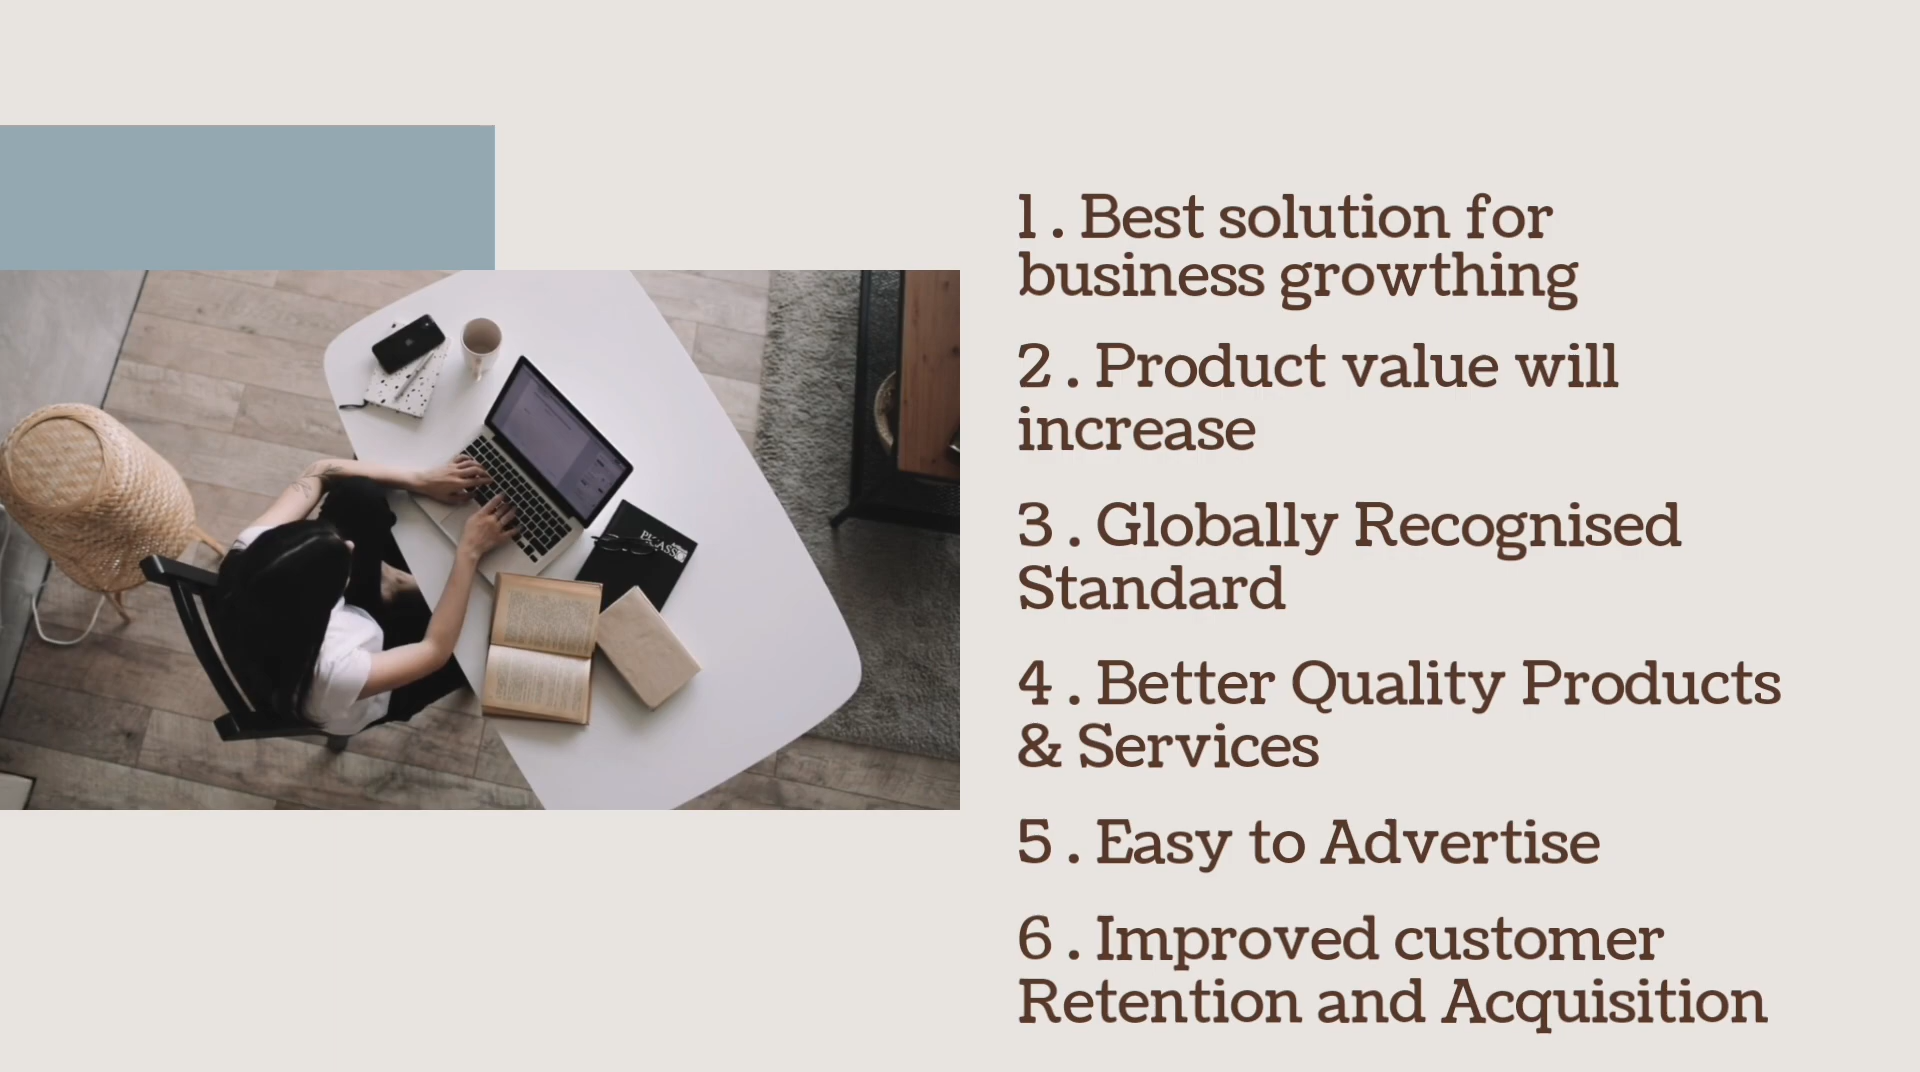 1 . Best solution for
business growthing
2 . Product value will
increase
3 . Globally Recognised
Standard
4 . Better Quality Products
& Services
5 . Easy to Advertise
6 . Improved customer
Retention and Acquisition
PICASSO